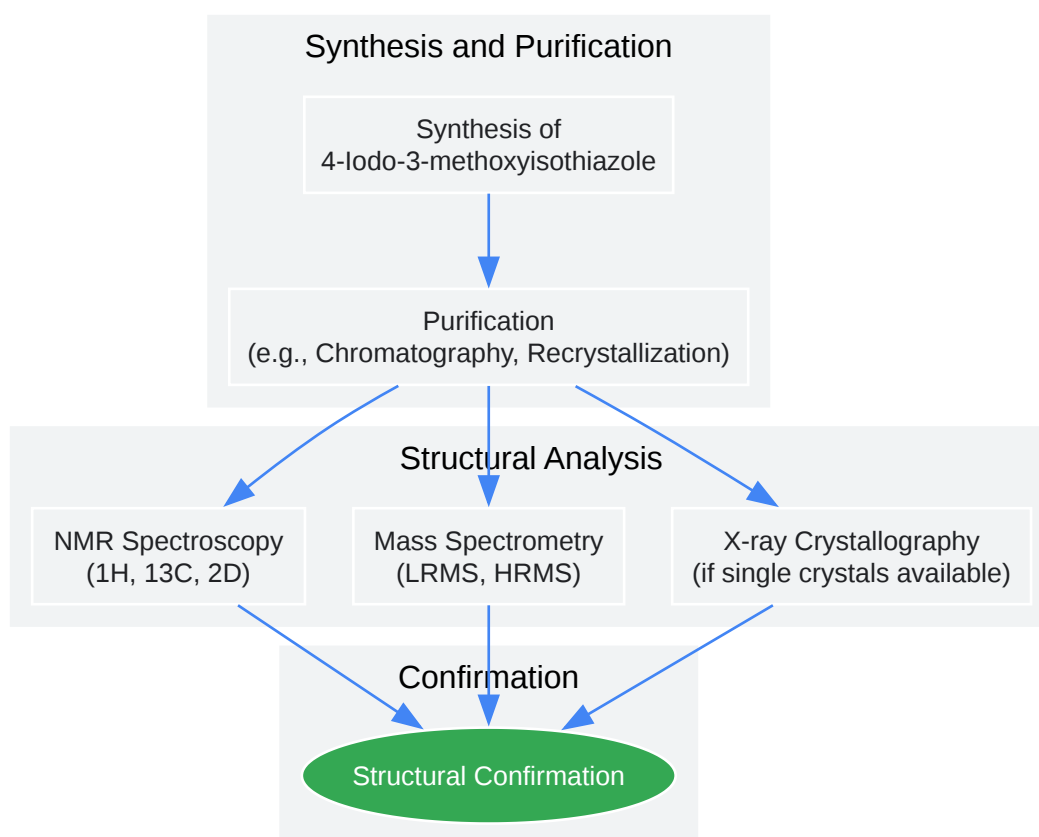 Synthesis and Purification
Synthesis of
4-Iodo-3-methoxyisothiazole
Purification
(e.g., Chromatography, Recrystallization)
Structural Analysis
NMR Spectroscopy
(1H, 13C, 2D)
Mass Spectrometry
(LRMS, HRMS)
X-ray Crystallography
(if single crystals available)
Confirmation
Structural Confirmation